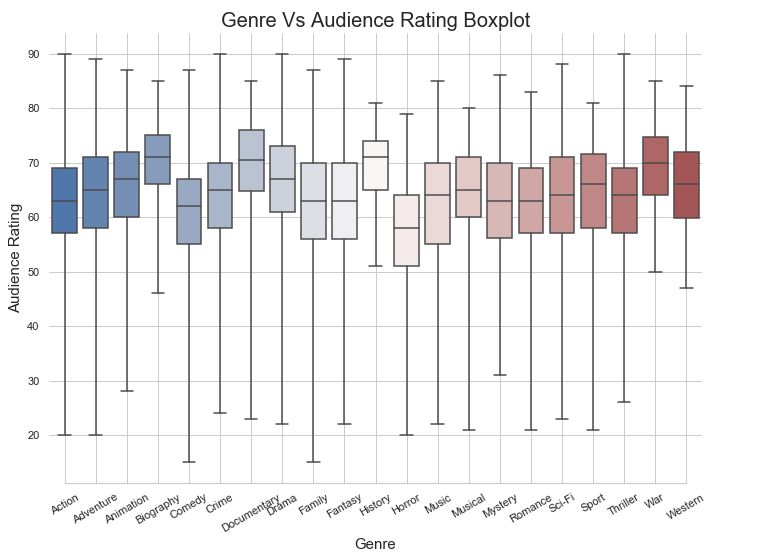 Genre Vs Audience Rating Boxplot
90
80
70
60
50
40
30
20
Audience Rating
Action
Adventure
Animation
Biography
Comedy
Crime
Documentary
Drama
Family
Fantasy
History
Horror
Music
Musical
Mystery
Romance
Sci-Fi
Sport
Thriller
War
Western
Genre